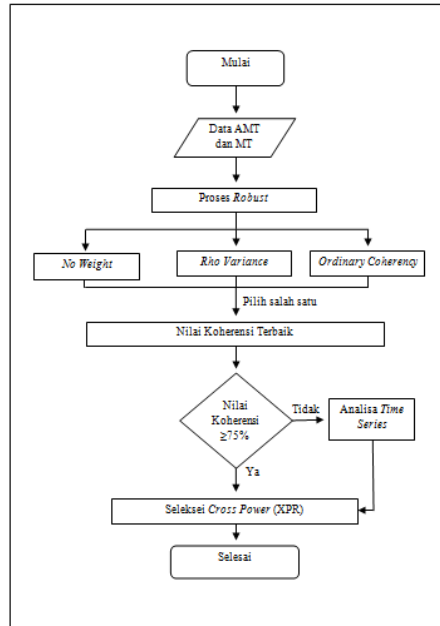 Mulai
Data AMT
dan MT
Proses Robust
No Weight
Rho Variance
Ordinary Coherency
Pilih salah satu
Nilai Koherensi Terbaik
Nilai
Koherensi
≥75%
Tidak
Analisa Time
Series
Ya
Seleksei Cross Power (XPR)
Selesai